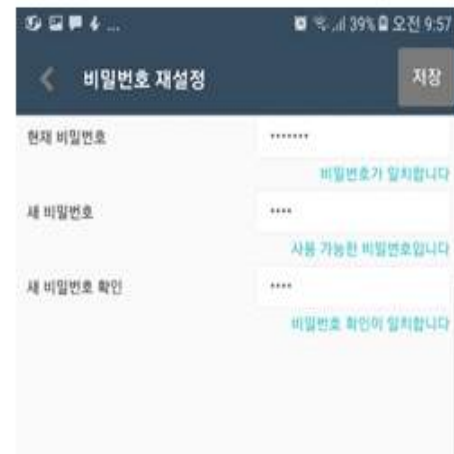 ... 39% 오전 9:57
비밀번호 재설정 저장
현재 비밀번호 •••••••
비밀번호가 일치합니다
새 비밀번호 ••••
사용 가능한 비밀번호입니다
새 비밀번호 확인 ••••
비밀번호 확인이 일치합니다